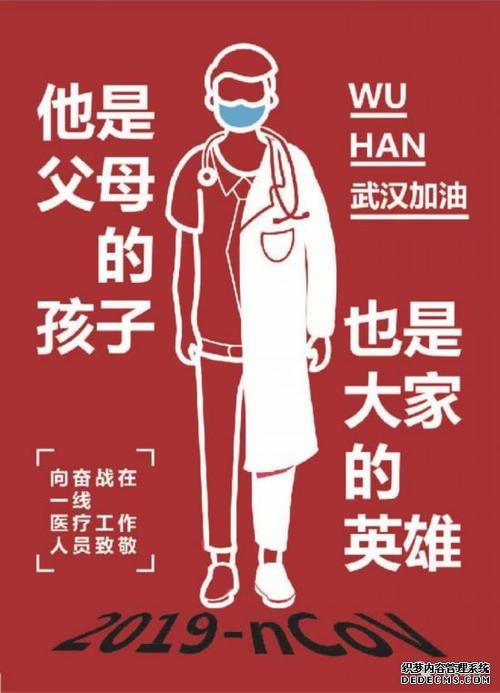 他是
父母
的
孩子
WU
HAN
武汉加油
也是
大家
的
英雄
向奋战在
一线
医疗工作
人员致敬
2019-nCoV
织梦内容管理系统
DEDECMS.COM